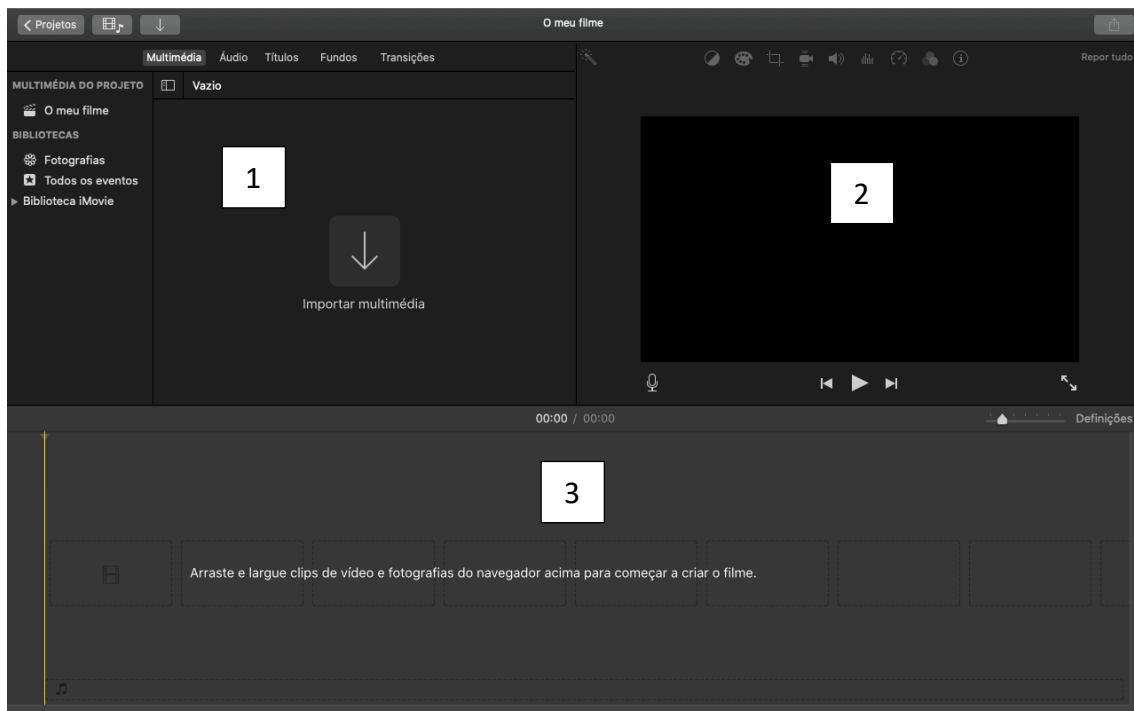 Projetos
O meu filme
Multimédia Áudio Títulos Fundos Transições
Repor tudo
MULTIMÉDIA DO PROJETO
Vazio
O meu filme
BIBLIOTECAS
Fotografias
Todos os eventos
Biblioteca iMovie
1
2
Importar multimédia
00:00 / 00:00
Definições
3
Arraste e largue clips de vídeo e fotografias do navegador acima para começar a criar o filme.